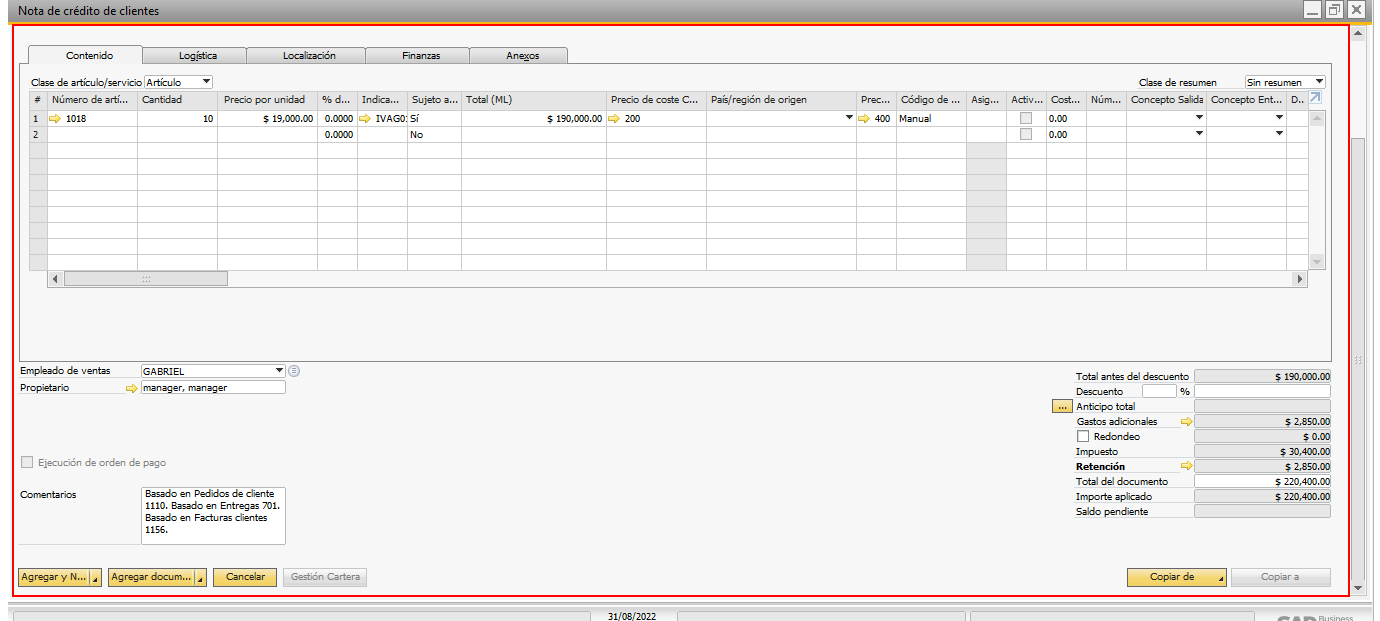 Nota de crédito de clientes
Contenido Logística Localización Finanzas Anexos
Clase de artículo/servicio Artículo Clase de resumen Sin resumen
# Número de artí... Cantidad Precio por unidad % d... Indica... Sujeto a... Total (ML) Precio de coste C... País/región de origen Prec... Código de ... Asig... Activ... Cost... Núm... Concepto Salida Concepto Ent... D...
1 1018 10 $ 19,000.00 0.0000 IVAG0 Sí $ 190,000.00 200 400 Manual 0.00
2 0.0000 No 0.00
Empleado de ventas GABRIEL
Propietario manager, manager
Total antes del descuento $ 190,000.00
Descuento %
... Anticipo total
Gastos adicionales $ 2,850.00
Redondeo $ 0.00
Impuesto $ 30,400.00
Retención $ 2,850.00
Total del documento $ 220,400.00
Importe aplicado $ 220,400.00
Saldo pendiente
Ejecución de orden de pago
Comentarios Basado en Pedidos de cliente
1110. Basado en Entregas 701.
Basado en Facturas clientes
1156.
Agregar y N... Agregar docum... Cancelar Gestión Cartera Copiar de Copiar a
31/08/2022
SAP Business